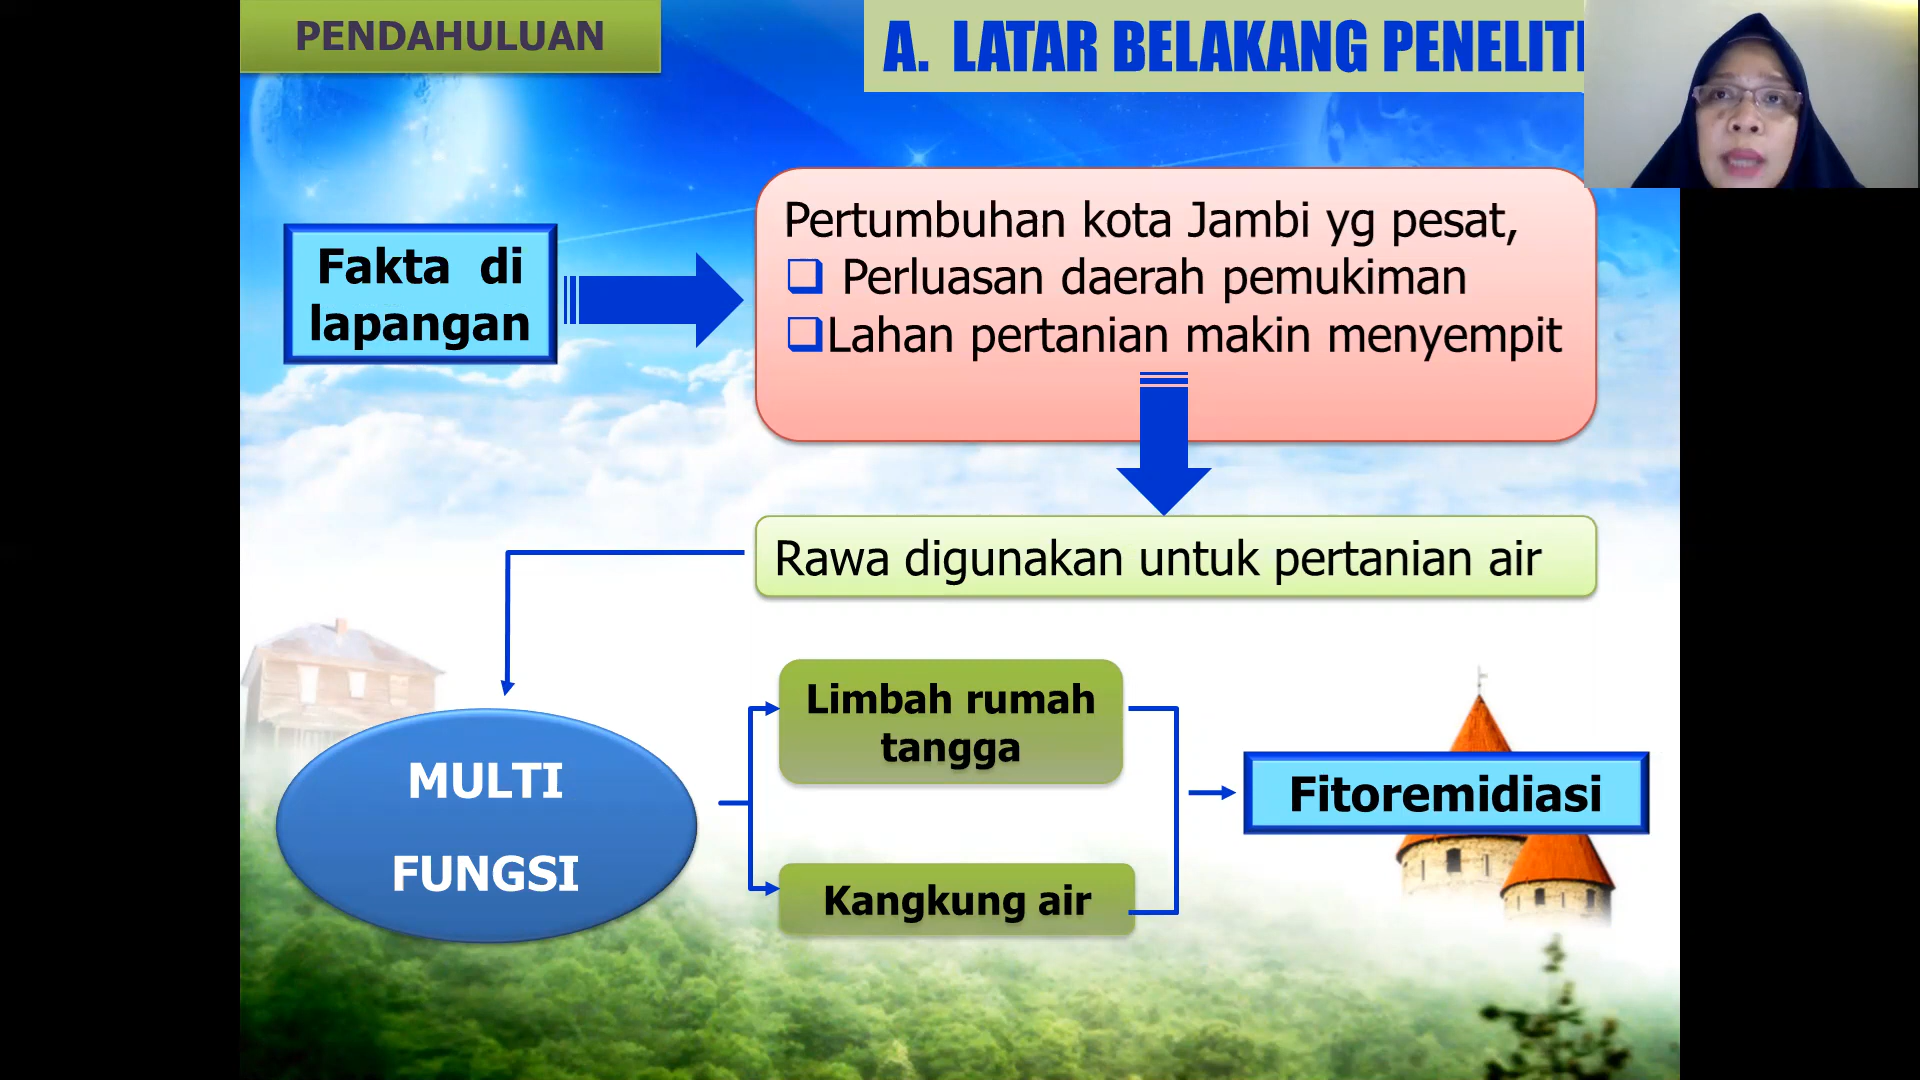 PENDAHULUAN
A. LATAR BELAKANG PENELITI
Fakta di
lapangan
Pertumbuhan kota Jambi yg pesat,
Perluasan daerah pemukiman
Lahan pertanian makin menyempit
Rawa digunakan untuk pertanian air
MULTI
FUNGSI
Limbah rumah
tangga
Kangkung air
Fitoremidiasi